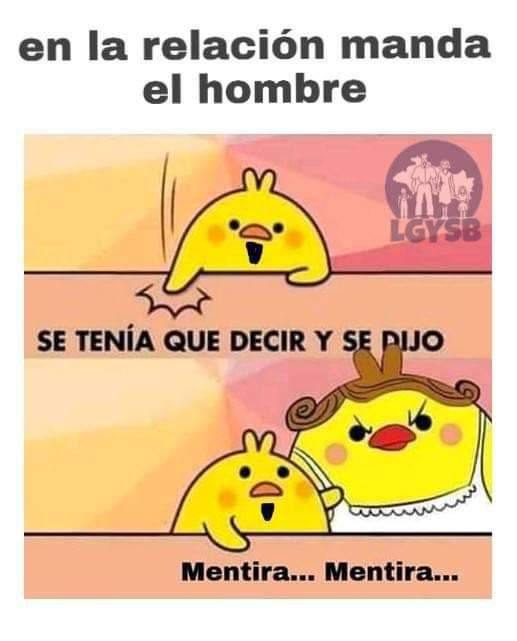 en la relación manda
el hombre
LGYSB
SE TENÍA QUE DECIR Y SE DIJO
Mentira... Mentira...